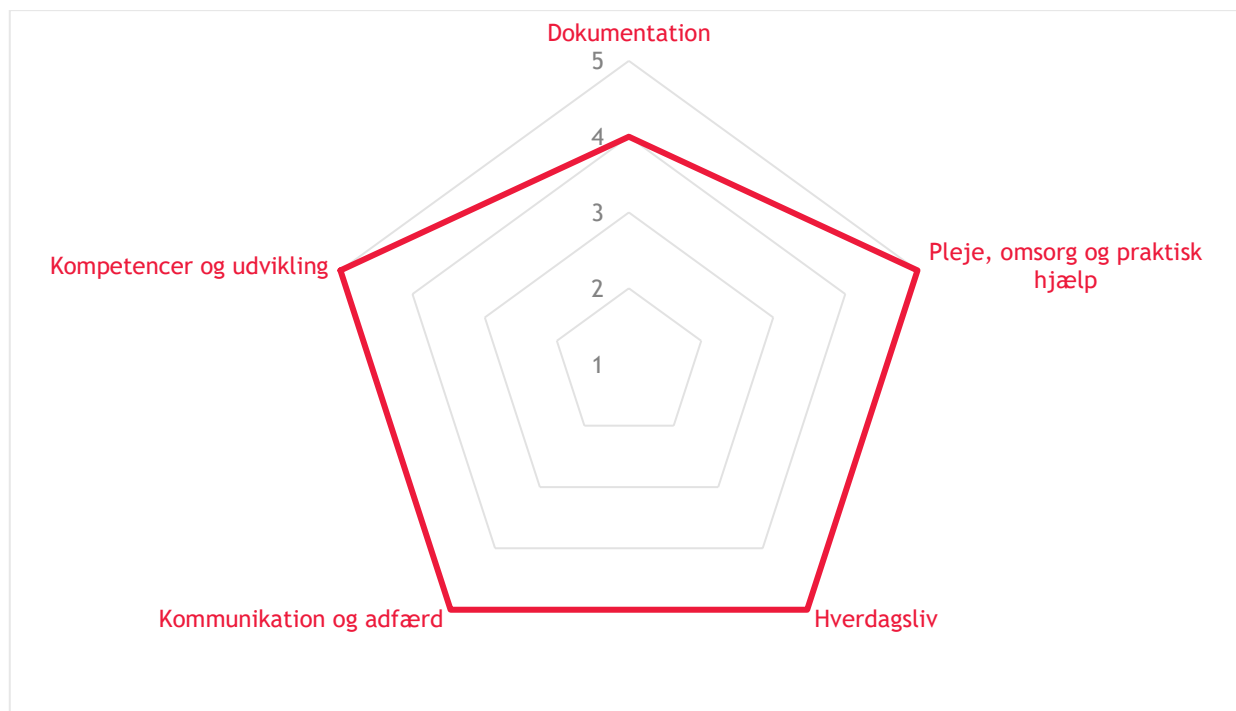 Dokumentation
5
4
3
2
1
Pleje, omsorg og praktisk
hjælp
Hverdagsliv
Kommunikation og adfærd
Kompetencer og udvikling